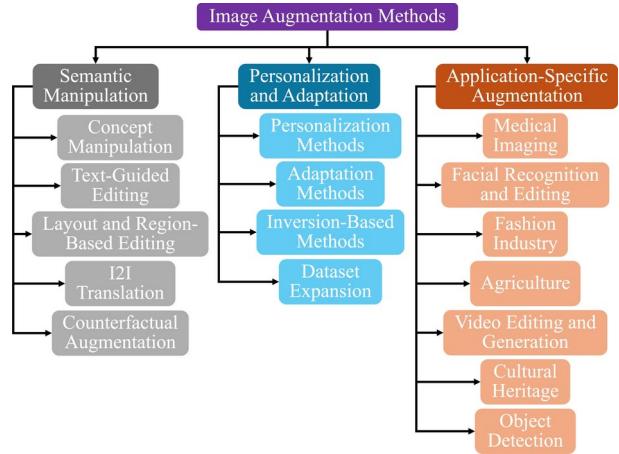 Image Augmentation Methods
Semantic
Manipulation
Concept
Manipulation
Text-Guided
Editing
Layout and Region-
Based Editing
I2I
Translation
Counterfactual
Augmentation
Personalization
and Adaptation
Personalization
Methods
Adaptation
Methods
Inversion-Based
Methods
Dataset
Expansion
Application-Specific
Augmentation
Medical
Imaging
Facial Recognition
and Editing
Fashion
Industry
Agriculture
Video Editing and
Generation
Cultural
Heritage
Object
Detection